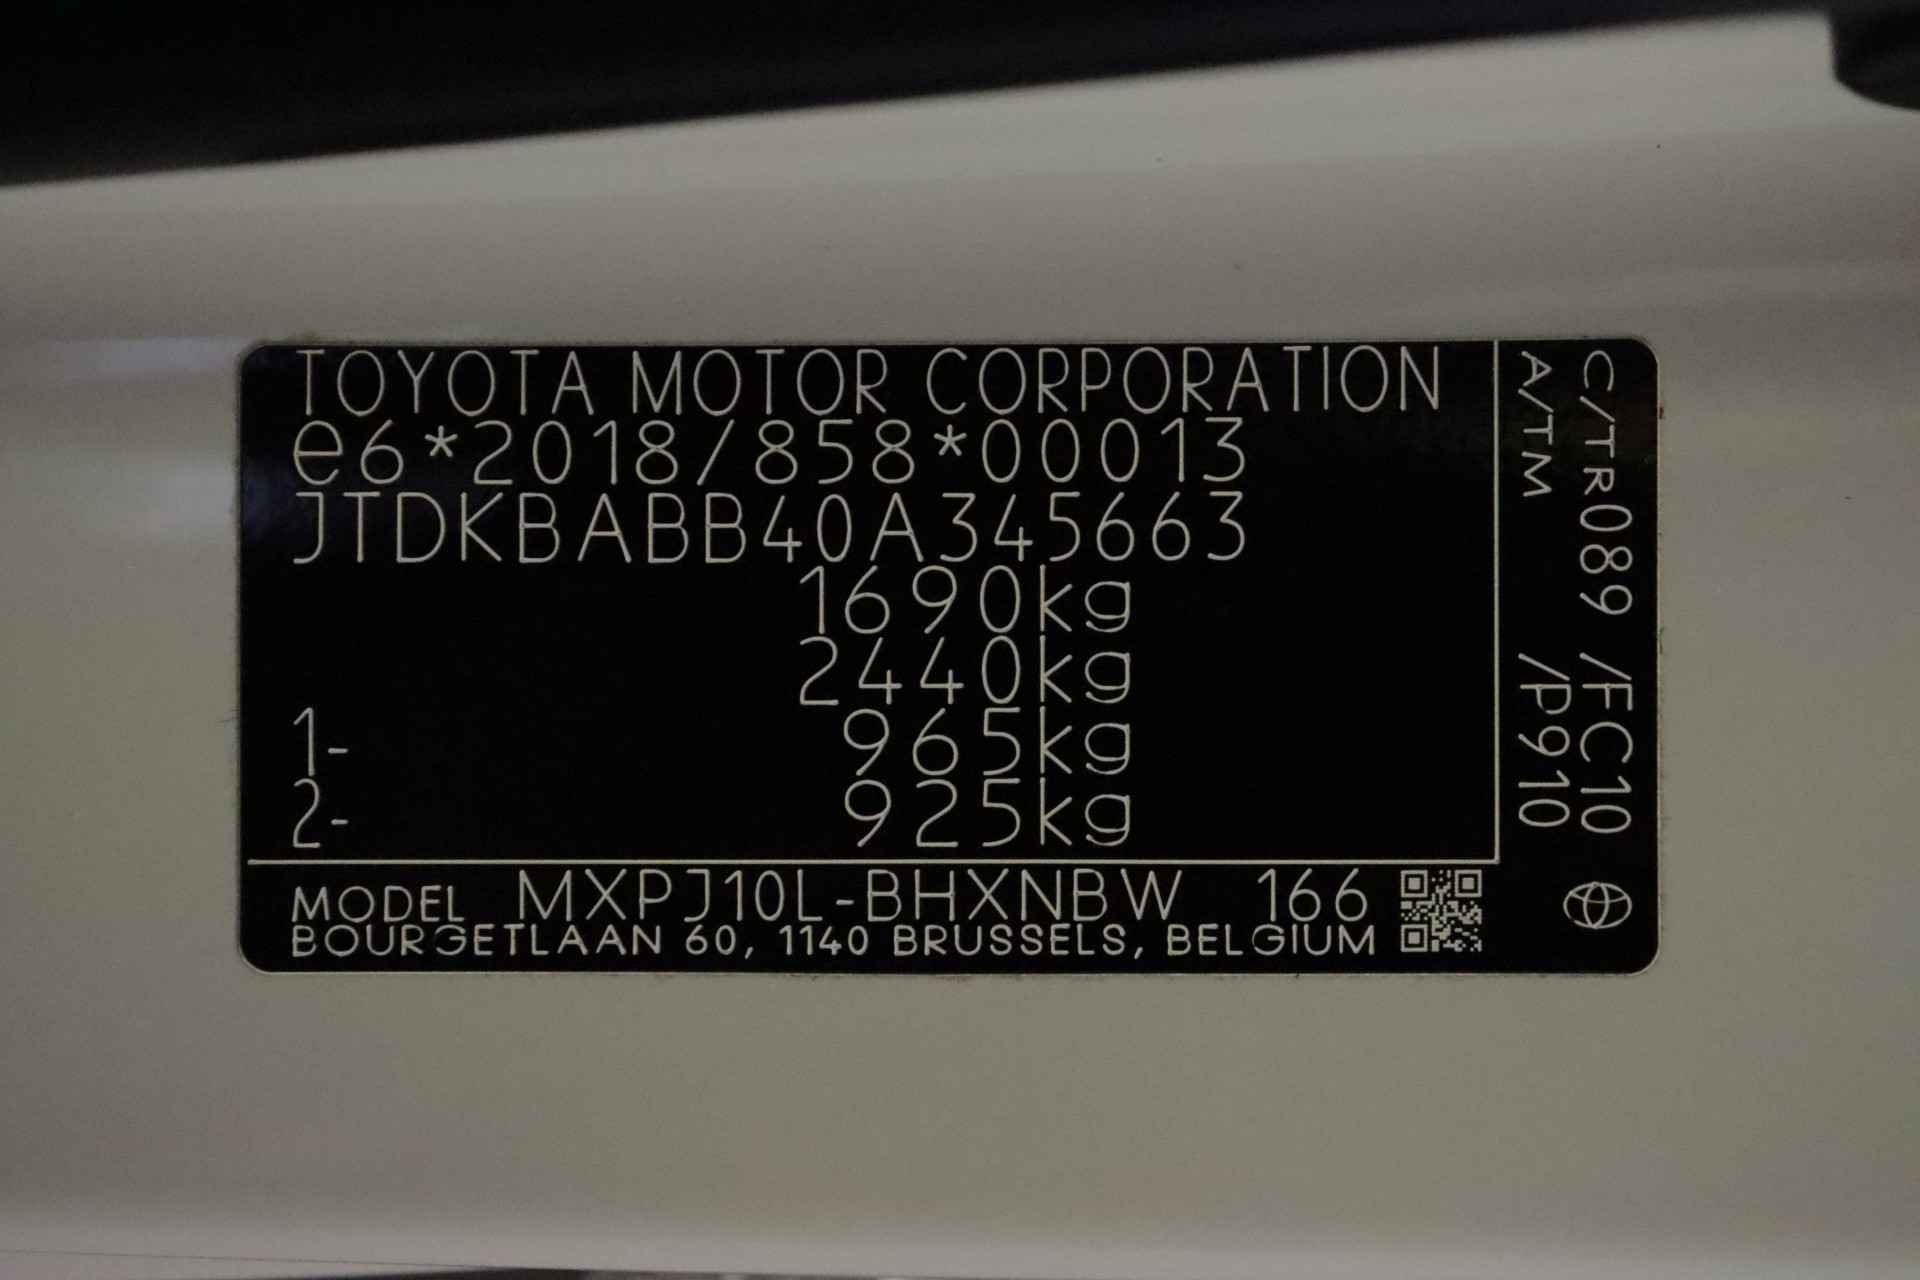 TOYOTA MOTOR CORPORATION
e6*2018/858*00013
JTDKBABB40A345663
1690kg
2440kg
1- 965kg
2- 925kg
MODEL MXPJ10L-BHXNBW 166
BOURGETLAAN 60, 1140 BRUSSELS, BELGIUM
C/TR089 /FC10
A/TM /P910